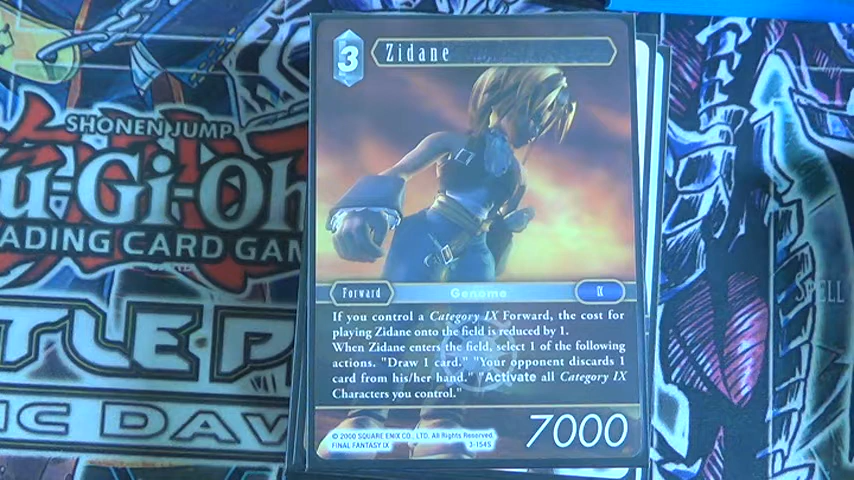 3
Zidane
SHONEN JUMP
u-Gi-Oh
ADING CARD GAM
TLE P
IC DAV
SPELL
Forward
Genome
IX
If you control a Category IX Forward, the cost for
playing Zidane onto the field is reduced by 1.
When Zidane enters the field, select 1 of the following
actions. "Draw 1 card." "Your opponent discards 1
card from his/her hand." "Activate all Category IX
Characters you control."
© 2000 SQUARE ENIX CO., LTD. All Rights Reserved.
FINAL FANTASY IX
3-154S
7000